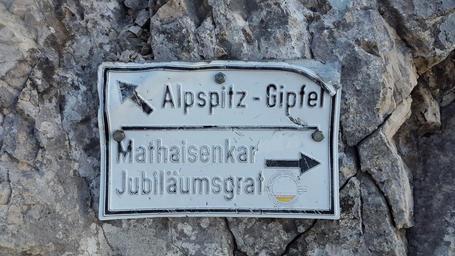 Alpspitz - Gipfel
Mathaisenkar
Jubiläumsgrat